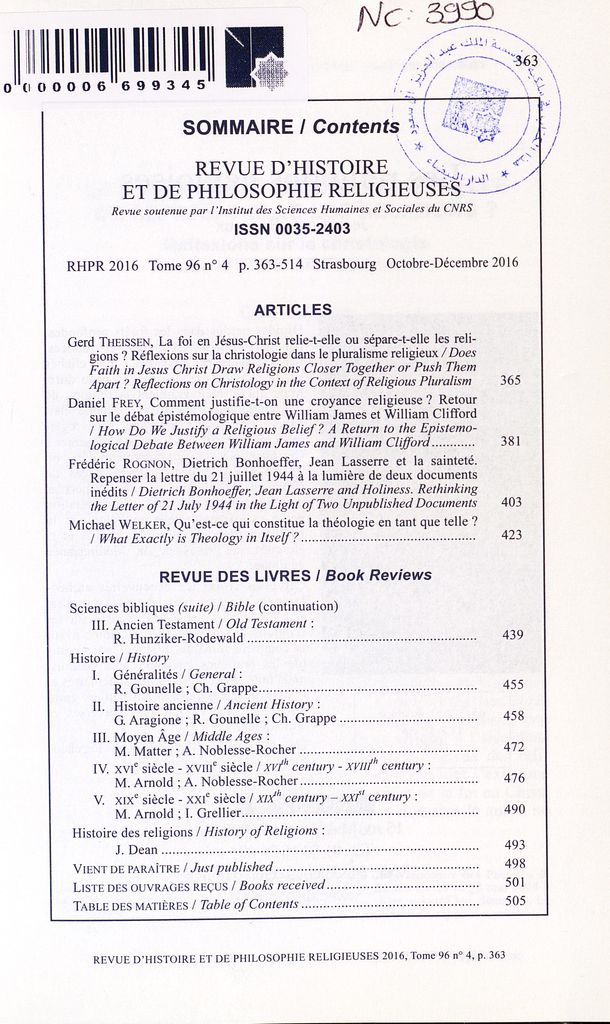 NC: 3990
0 000006 699345
363
SOMMAIRE / Contents
REVUE D'HISTOIRE
ET DE PHILOSOPHIE RELIGIEUSES
Revue soutenue par l'Institut des Sciences Humaines et Sociales du CNRS
ISSN 0035-2403
RHPR 2016 Tome 96 n° 4 p. 363-514 Strasbourg Octobre-Décembre 2016
ARTICLES
Gerd THEISSEN, La foi en Jésus-Christ relie-t-elle ou sépare-t-elle les reli-
gions ? Réflexions sur la christologie dans le pluralisme religieux / Does
Faith in Jesus Christ Draw Religions Closer Together or Push Them
Apart ? Reflections on Christology in the Context of Religious Pluralism 365
Daniel FREY, Comment justifie-t-on une croyance religieuse ? Retour
sur le débat épistémologique entre William James et William Clifford
/ How Do We Justify a Religious Belief ? A Return to the Epistemo-
logical Debate Between William James and William Clifford ........... 381
Frédéric ROGNON, Dietrich Bonhoeffer, Jean Lasserre et la sainteté.
Repenser la lettre du 21 juillet 1944 à la lumière de deux documents
inédits / Dietrich Bonhoeffer, Jean Lasserre and Holiness. Rethinking
the Letter of 21 July 1944 in the Light of Two Unpublished Documents 403
Michael WELKER, Qu'est-ce qui constitue la théologie en tant que telle ?
/ What Exactly is Theology in Itself ? ............................................. 423
REVUE DES LIVRES / Book Reviews
Sciences bibliques (suite) / Bible (continuation)
III. Ancien Testament / Old Testament :
R. Hunziker-Rodewald ........................................................... 439
Histoire / History
I. Généralités / General :
R. Gounelle ; Ch. Grappe........................................................ 455
II. Histoire ancienne / Ancient History :
G. Aragione ; R. Gounelle ; Ch. Grappe ................................... 458
III. Moyen Âge / Middle Ages :
M. Matter ; A. Noblesse-Rocher .............................................. 472
IV. XVIe siècle - XVIIIe siècle / XVIth century - XVIIIth century :
M. Arnold ; A. Noblesse-Rocher .............................................. 476
V. XIXe siècle - XXIe siècle / XIXth century – XXIst century :
M. Arnold ; I. Grellier............................................................ 490
Histoire des religions / History of Religions :
J. Dean ................................................................................ 493
VIENT DE PARAÎTRE / Just published .................................................... 498
LISTE DES OUVRAGES REÇUS / Books received ...................................... 501
TABLE DES MATIÈRES / Table of Contents ............................................. 505
REVUE D'HISTOIRE ET DE PHILOSOPHIE RELIGIEUSES 2016, Tome 96 n° 4, p. 363
الدار البيضاء